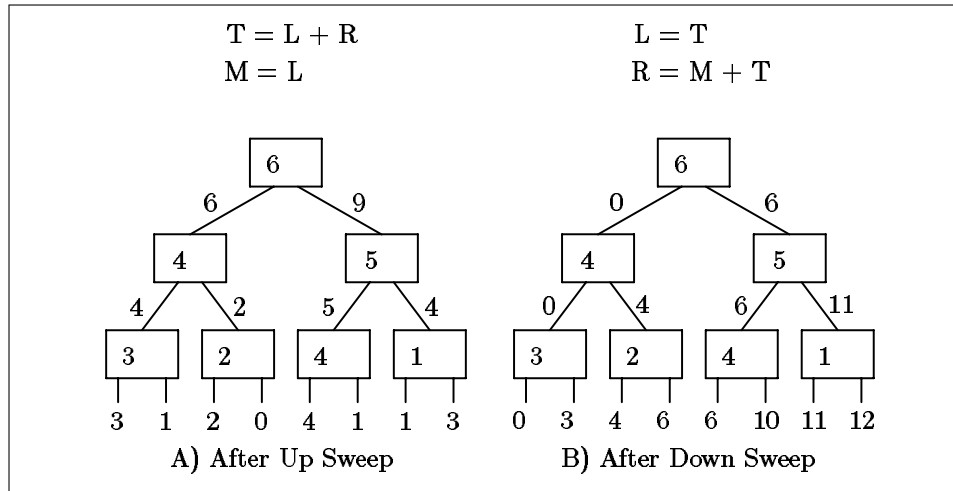 T = L + R L = T
M = L R = M + T
6 6
6 9 0 6
4 5 4 5
4 2 5 4 0 4 6 11
3 2 4 1 3 2 4 1
3 1 2 0 4 1 1 3 0 3 4 6 6 10 11 12
A) After Up Sweep B) After Down Sweep